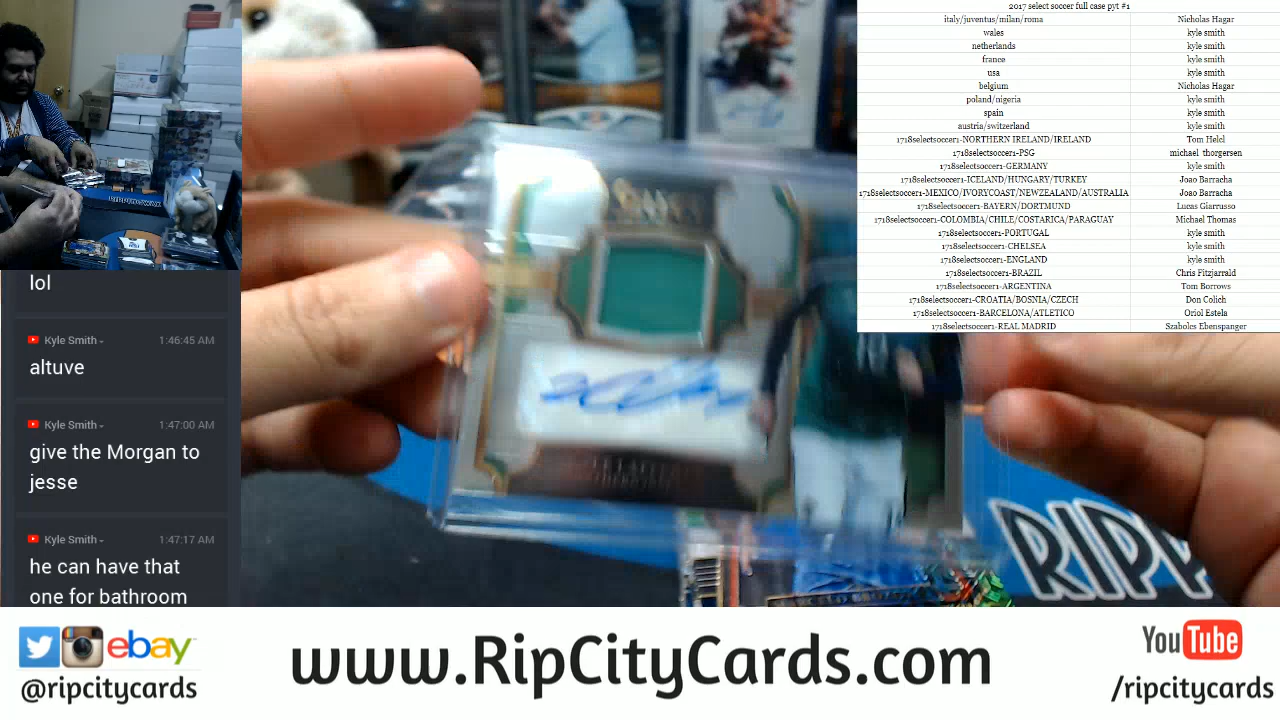 2017 select soccer full case pyt #1
italy/juventus/milan/roma Nicholas Hagar
wales kyle smith
netherlands kyle smith
france kyle smith
usa kyle smith
belgium Nicholas Hagar
poland/nigeria kyle smith
spain kyle smith
austria/switzerland kyle smith
1718selectsoccer1-NORTHERN IRELAND/IRELAND Tom Helel
1718selectsoccer1-PSG michael thorgersen
1718selectsoccer1-GERMANY kyle smith
1718selectsoccer1-ICELAND/HUNGARY/TURKEY Joao Barracha
1718selectsoccer1-MEXICO/IVORYCOAST/NEWZEALAND/AUSTRALIA Joao Barracha
1718selectsoccer1-BAYERN/DORTMUND Lucas Giarrusso
1718selectsoccer1-COLOMBIA/CHILE/COSTARICA/PARAGUAY Michael Thomas
1718selectsoccer1-PORTUGAL kyle smith
1718selectsoccer1-CHELSEA kyle smith
1718selectsoccer1-ENGLAND kyle smith
1718selectsoccer1-BRAZIL Chris Fitzjarrald
1718selectsoccer1-ARGENTINA Tom Borrows
1718selectsoccer1-CROATIA/BOSNIA/CZECH Don Colich
1718selectsoccer1-BARCELONA/ATLETICO Oriol Estela
1718selectsoccer1-REAL MADRID Szabolcs Ebenspanger
lol
Kyle Smith 1:46:45 AM
altuve
Kyle Smith 1:47:00 AM
give the Morgan to
jesse
Kyle Smith 1:47:17 AM
he can have that
one for bathroom
RIPP
ebay
@ripcitycards
www.RipCityCards.com
YouTube
/ripcitycards